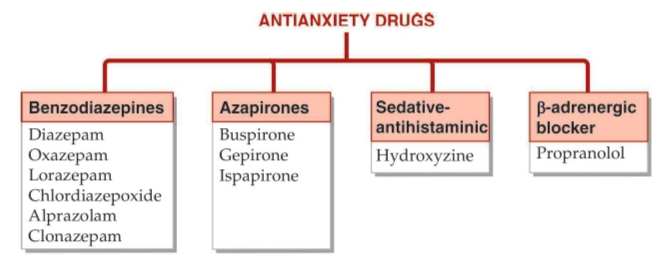 ANTIANXIETY DRUGS
Benzodiazepines
Diazepam
Oxazepam
Lorazepam
Chlordiazepoxide
Alprazolam
Clonazepam
Azapirones
Buspirone
Gepirone
Ispapirone
Sedative-
antihistaminic
Hydroxyzine
β-adrenergic
blocker
Propranolol